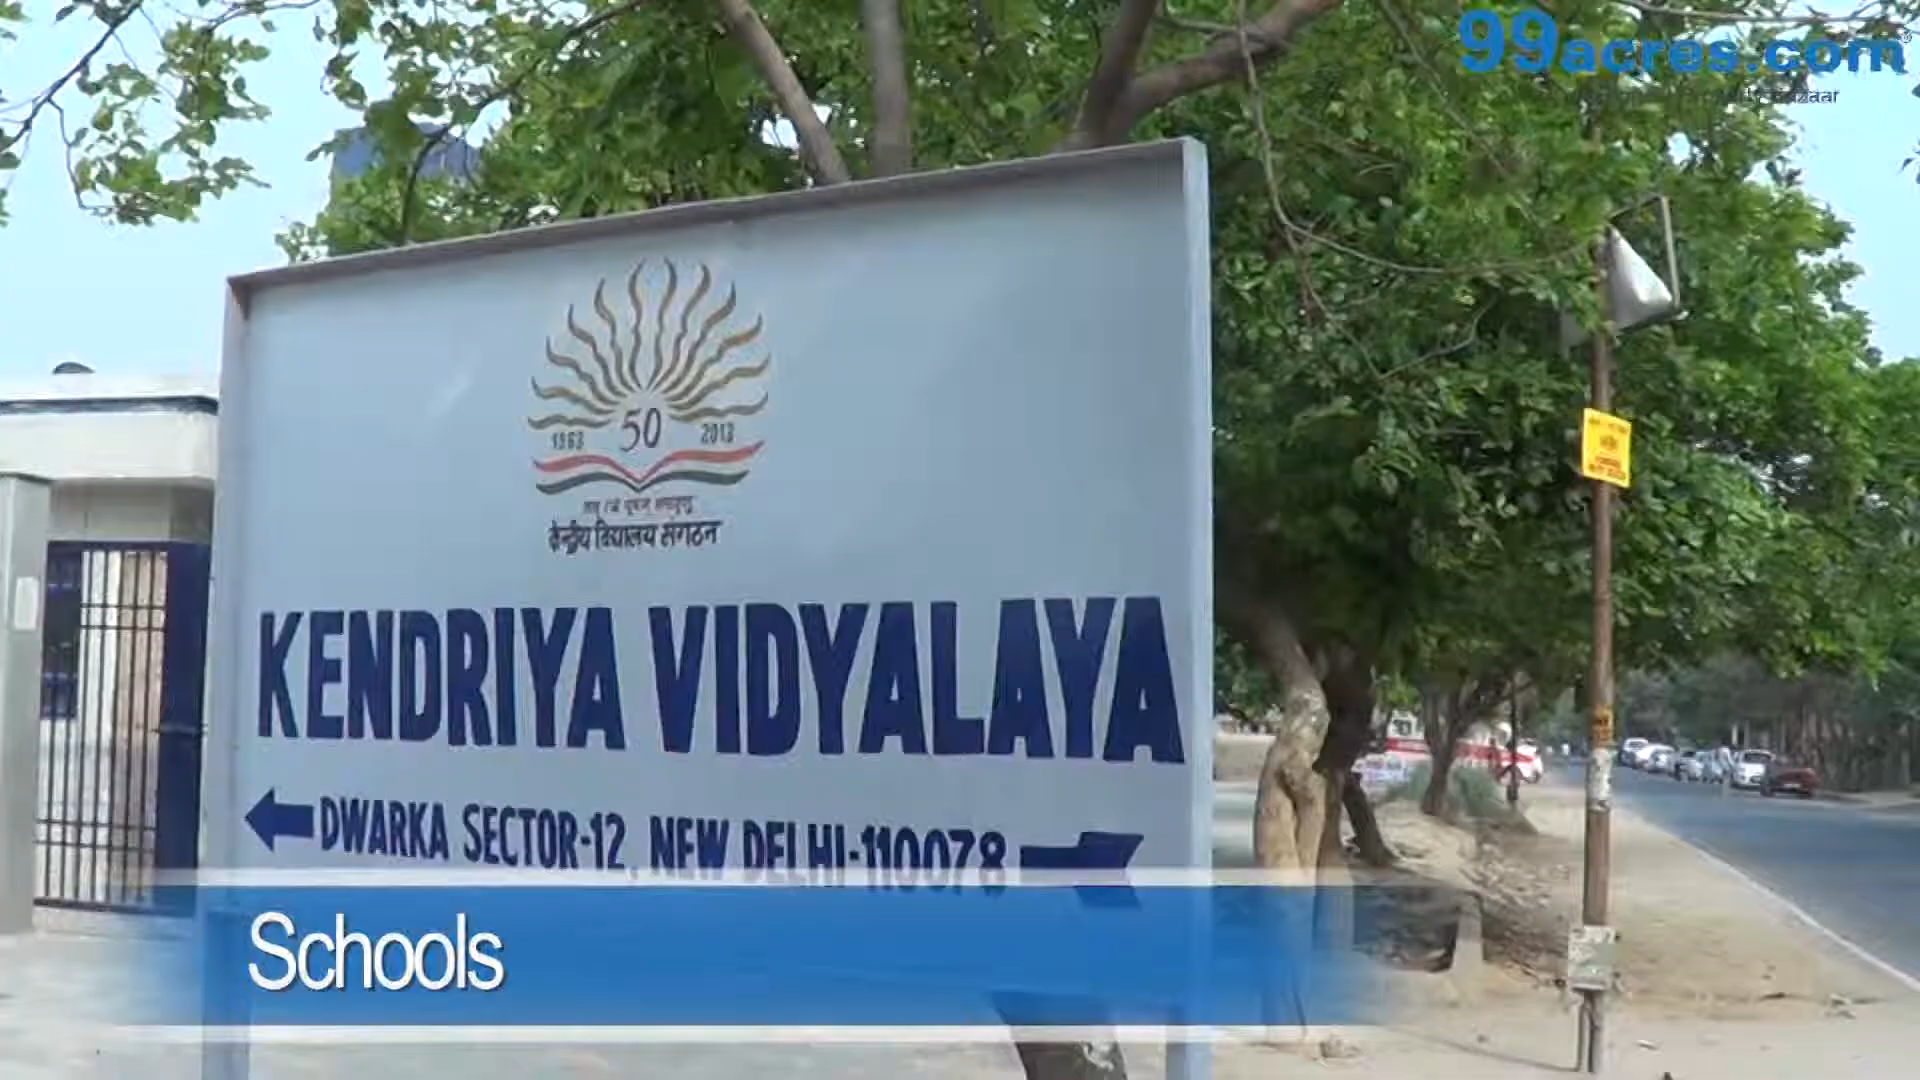 99acres.com
1963 50 2013
केन्द्रीय विद्यालय संगठन
KENDRIYA VIDYALAYA
DWARKA SECTOR-12, NEW DELHI-110078
Schools